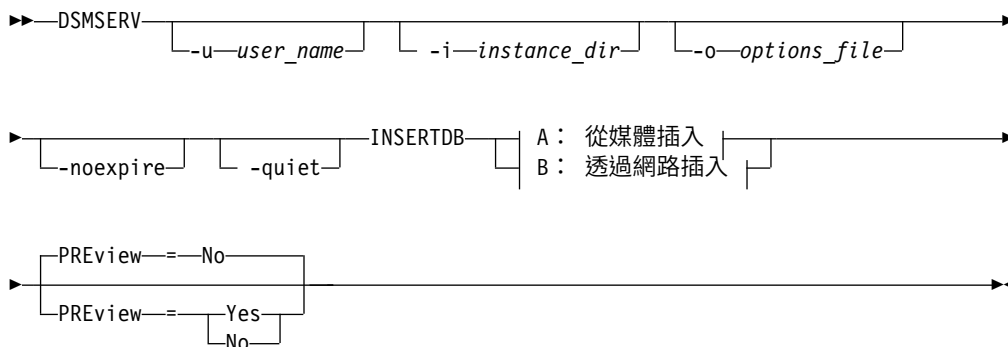 DSMSERV
-u user_name -i instance_dir -o options_file
-noexpire -quiet INSERTDB A： 從媒體插入
B： 透過網路插入
PREview = No
PREview = Yes
No